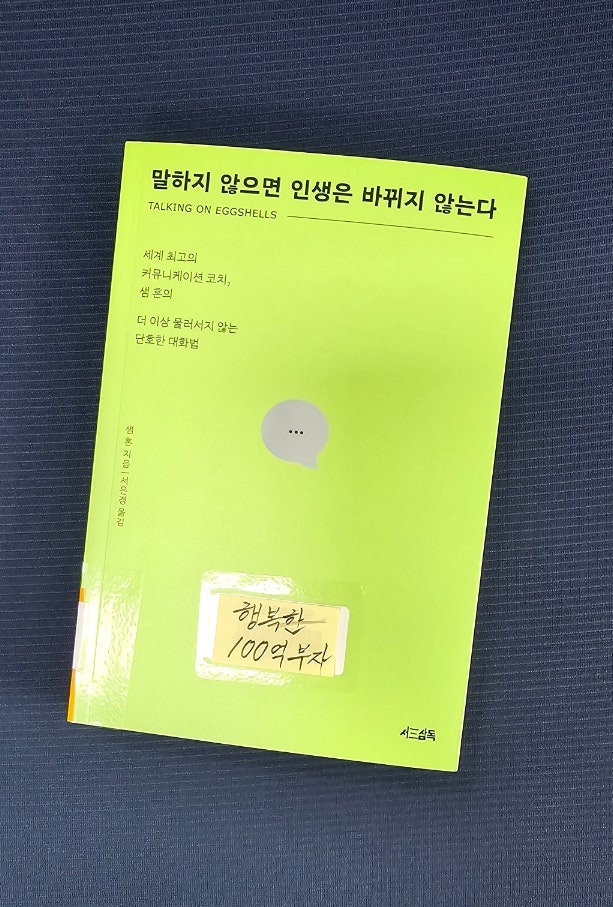 말하지 않으면 인생은 바뀌지 않는다
TALKING ON EGGSHELLS
세계 최고의
커뮤니케이션 코치,
샘 혼의
더 이상 물러서지 않는
단호한 대화법
...
샘 혼 지음 | 서은경 옮김
행복한
100억 부자
서三삼독